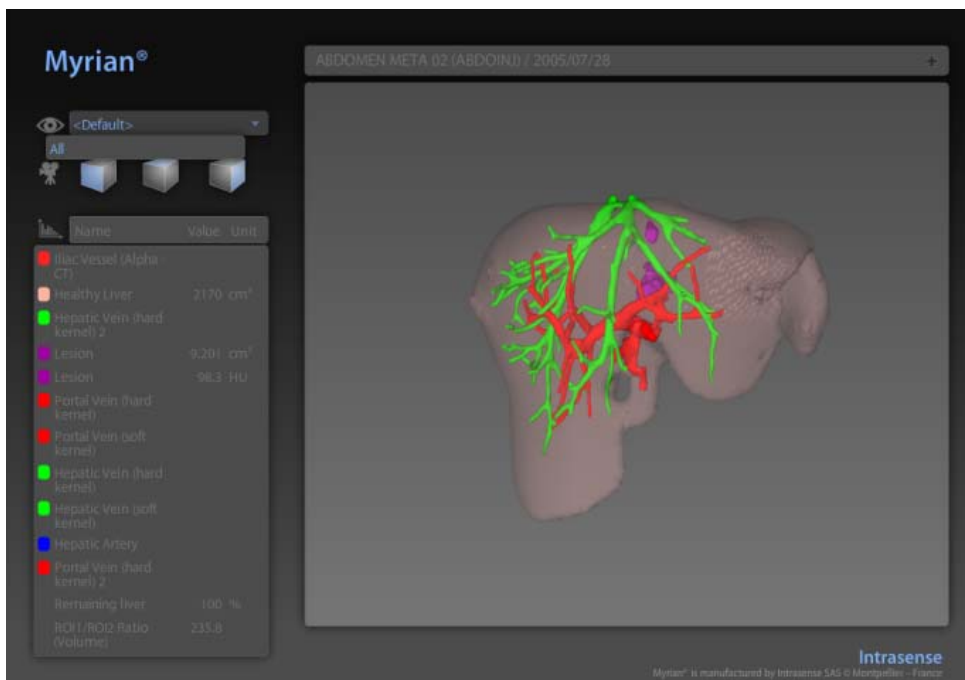 Myrian®
ABDOMEN META 02 (ABDOINJ) / 2005/07/28
+
<Default>
All
Name Value Unit
Iliac Vessel (Alpha
CT)
Healthy Liver 2170 cm³
Hepatic Vein (hard
kernel) 2
Lesion 9.201 cm³
Lesion 98.3 HU
Portal Vein (hard
kernel)
Portal Vein (soft
kernel)
Hepatic Vein (hard
kernel)
Hepatic Vein (soft
kernel)
Hepatic Artery
Portal Vein (hard
kernel) 2
Remaining liver 100 %
ROI1/ROI2 Ratio 235.8
(Volume)
Intrasense
Myrian® is manufactured by Intrasense SAS © Montpellier - France